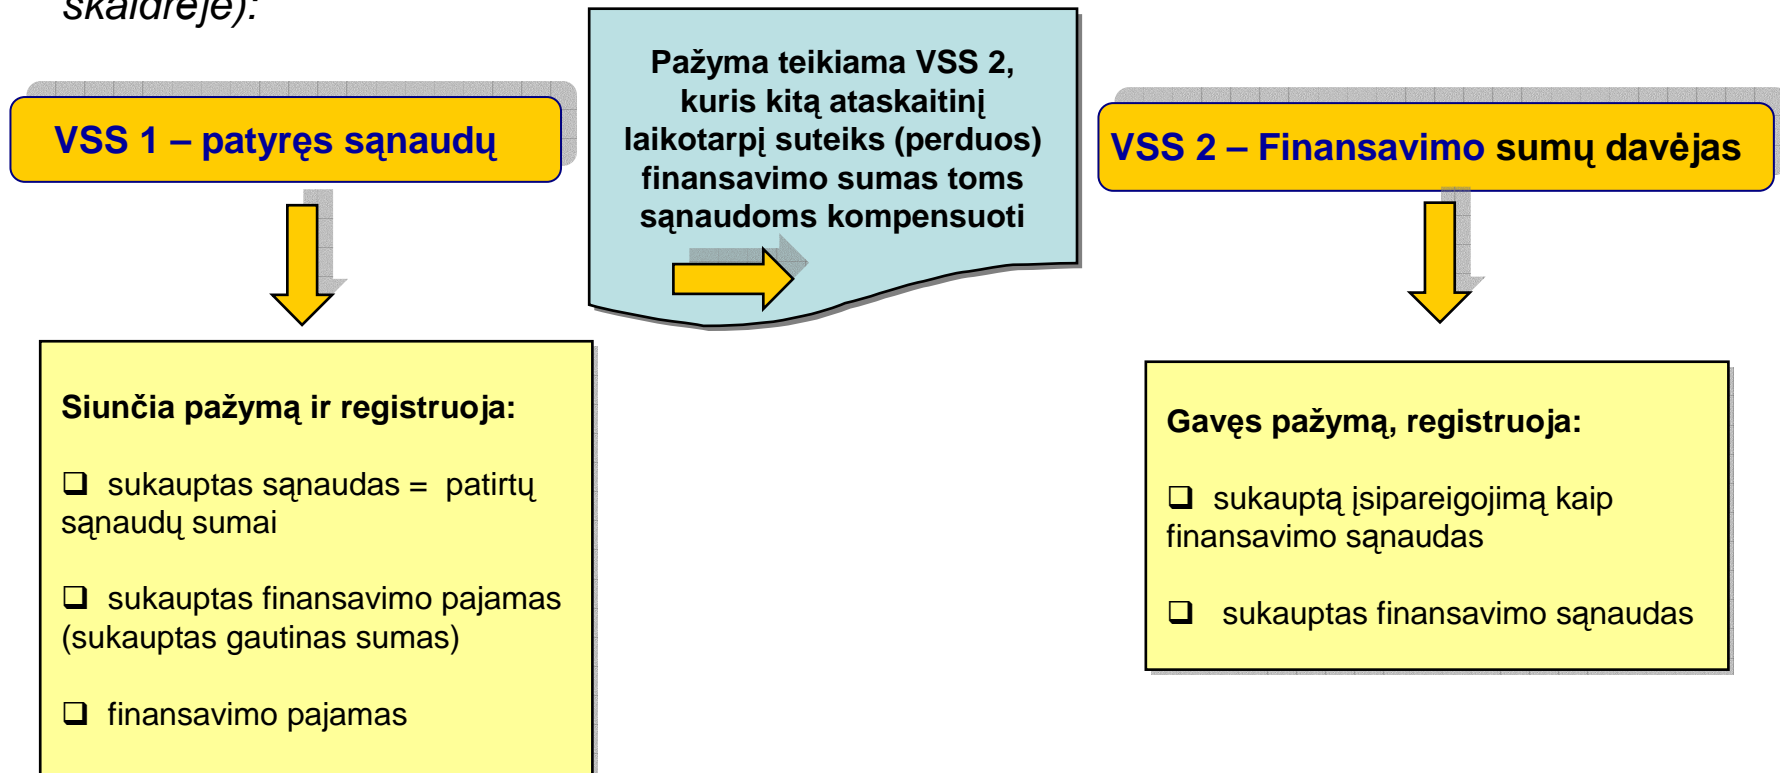 skaidrėje):
Pažyma teikiama VSS 2,
kuris kitą ataskaitinį
laikotarpį suteiks (perduos)
finansavimo sumas toms
sąnaudoms kompensuoti
VSS 1 – patyręs sąnaudų
VSS 2 – Finansavimo sumų davėjas
Siunčia pažymą ir registruoja:
❑ sukauptas sąnaudas = patirtų
sąnaudų sumai
❑ sukauptas finansavimo pajamas
(sukauptas gautinas sumas)
❑ finansavimo pajamas
Gavęs pažymą, registruoja:
❑ sukauptą įsipareigojimą kaip
finansavimo sąnaudas
❑ sukauptas finansavimo sąnaudas